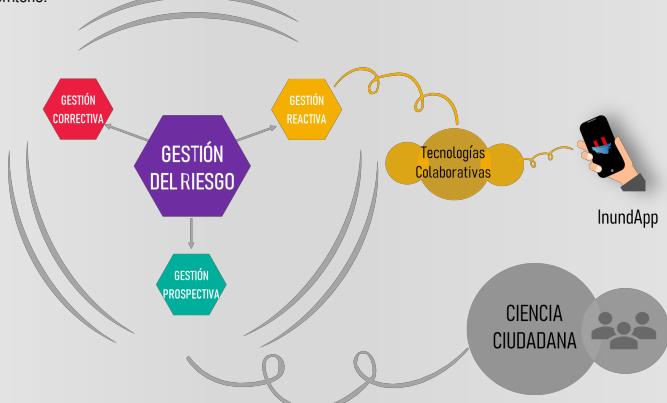 GESTIÓN
CORRECTIVA
GESTIÓN
REACTIVA
GESTIÓN
DEL RIESGO
Tecnologías
Colaborativas
InundApp
GESTIÓN
PROSPECTIVA
CIENCIA
CIUDADANA